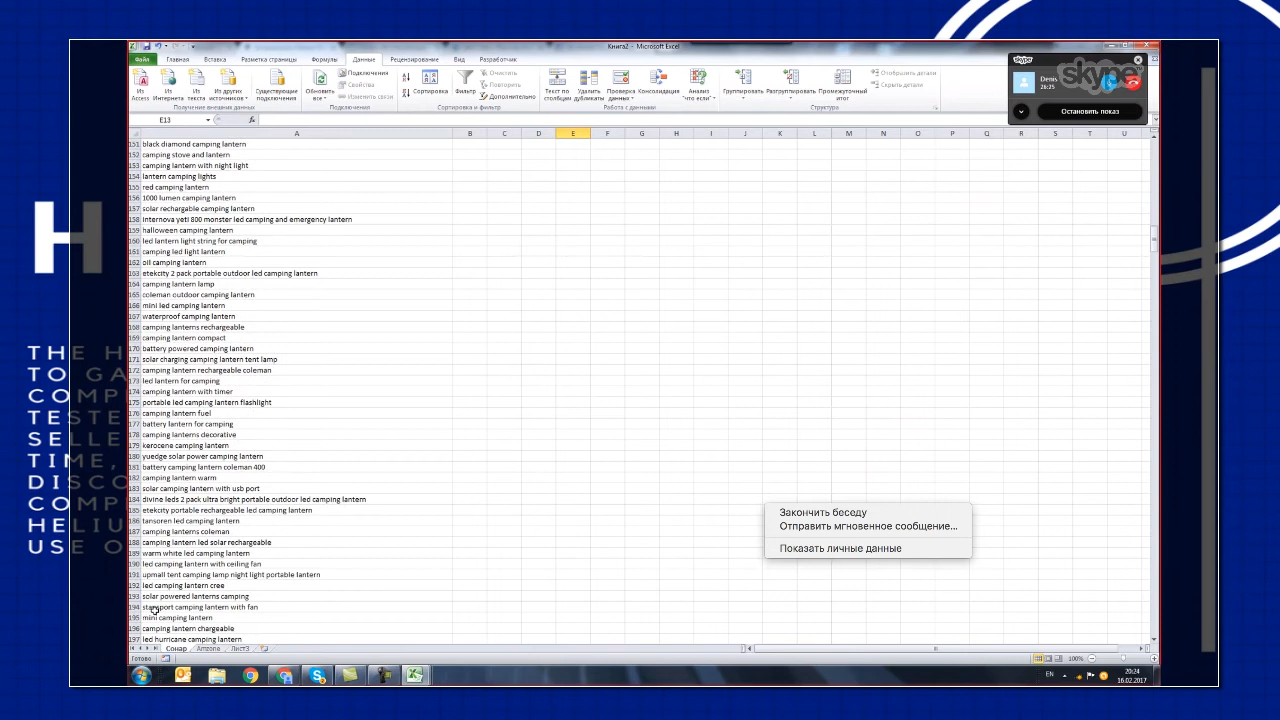 Книга2 - Microsoft Excel
Файл Главная Вставка Разметка страницы Формулы Данные Рецензирование Вид Разработчик
Из Access
Из Интернета
Из текста
Из других источников
Существующие подключения
Обновить все
Подключения
Свойства
Изменить связи
Сортировка
Фильтр
Очистить
Повторить
Дополнительно
Текст по столбцам
Удалить дубликаты
Проверка данных
Консолидация
Анализ "что если"
Группировать
Разгруппировать
Промежуточный итог
Отобразить детали
Скрыть детали
Получение внешних данных
Подключения
Сортировка и фильтр
Работа с данными
Структура
skype
skype
Denis
26:25
Остановить показ
E13
fx
A B C D E F G H I J K L M N O P Q R S T U
151 black diamond camping lantern
152 camping stove and lantern
153 camping lantern with night light
154 lantern camping lights
155 red camping lantern
156 1000 lumen camping lantern
157 solar rechargable camping lantern
158 internova yeti 800 monster led camping and emergency lantern
159 halloween camping lantern
160 led lantern light string for camping
161 camping led light lantern
162 oil camping lantern
163 etekcity 2 pack portable outdoor led camping lantern
164 camping lantern lamp
165 coleman outdoor camping lantern
166 mini led camping lantern
167 waterproof camping lantern
168 camping lanterns rechargeable
169 camping lantern compact
170 battery powered camping lantern
171 solar charging camping lantern tent lamp
172 camping lantern rechargeable coleman
173 led lantern for camping
174 camping lantern with timer
175 portable led camping lantern flashlight
176 camping lantern fuel
177 battery lantern for camping
178 camping lanterns decorative
179 kerocene camping lantern
180 yuedge solar power camping lantern
181 battery camping lantern coleman 400
182 camping lantern warm
183 solar camping lantern with usb port
184 divine leds 2 pack ultra bright portable outdoor led camping lantern
185 etekcity portable rechargeable led camping lantern
186 tansoren led camping lantern
187 camping lanterns coleman
188 camping lantern led solar rechargeable
189 warm white led camping lantern
190 led camping lantern with ceiling fan
191 upmall tent camping lamp night light portable lantern
192 led camping lantern cree
193 solar powered lanterns camping
194 stansport camping lantern with fan
195 mini camping lantern
196 camping lantern chargeable
197 led hurricane camping lantern
Закончить беседу
Отправить мгновенное сообщение...
Показать личные данные
Сонар Amzone Лист3
Готово
100%
EN
20:24
16.02.2017
H
THE H
TO GA
COMP
TESTE
SELLE
TIME,
DISCO
COMP
HELIU
USE O